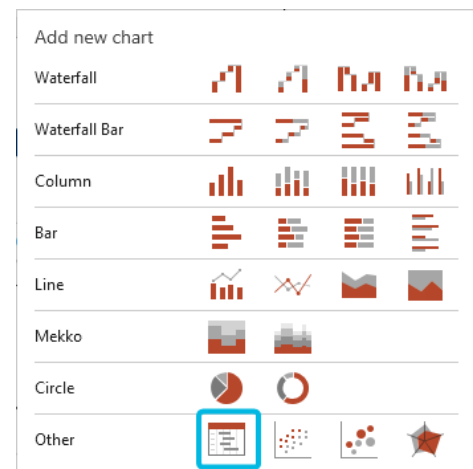 Add new chart
Waterfall
Waterfall Bar
Column
Bar
Line
Mekko
Circle
Other